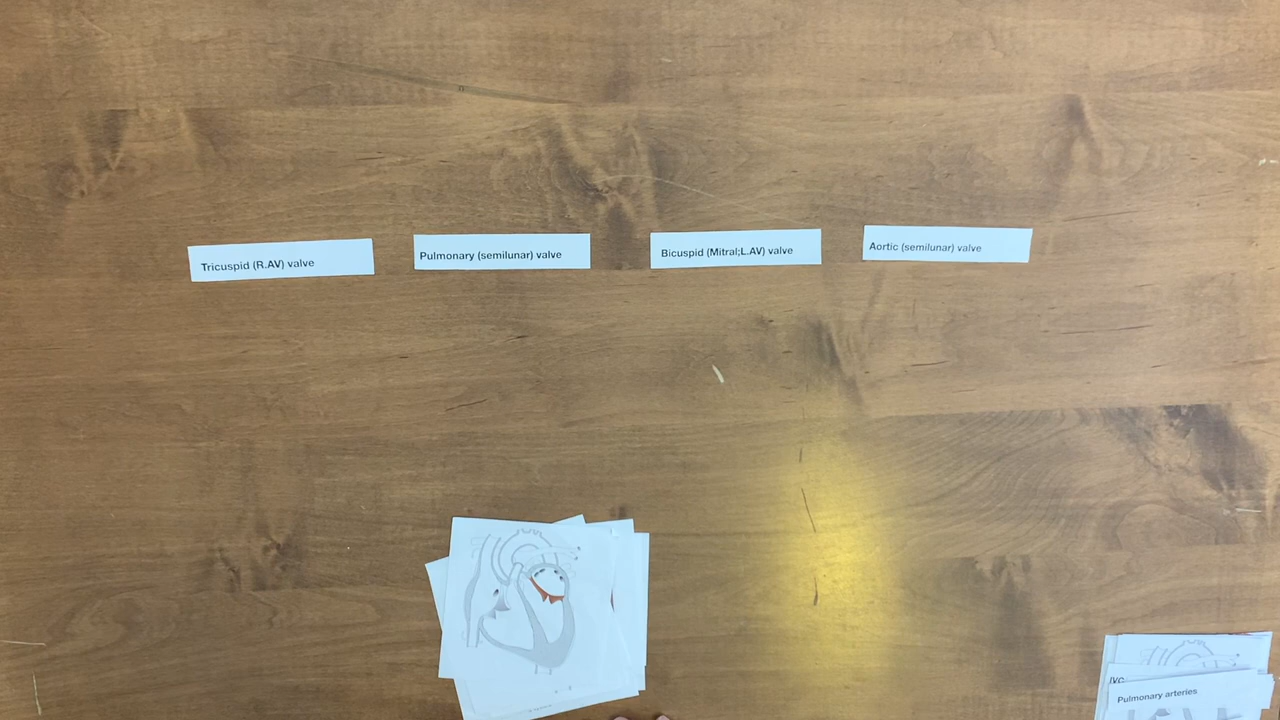 Tricuspid (R.AV) valve
Pulmonary (semilunar) valve
Bicuspid (Mitral;L.AV) valve
Aortic (semilunar) valve
IVC
Pulmonary arteries